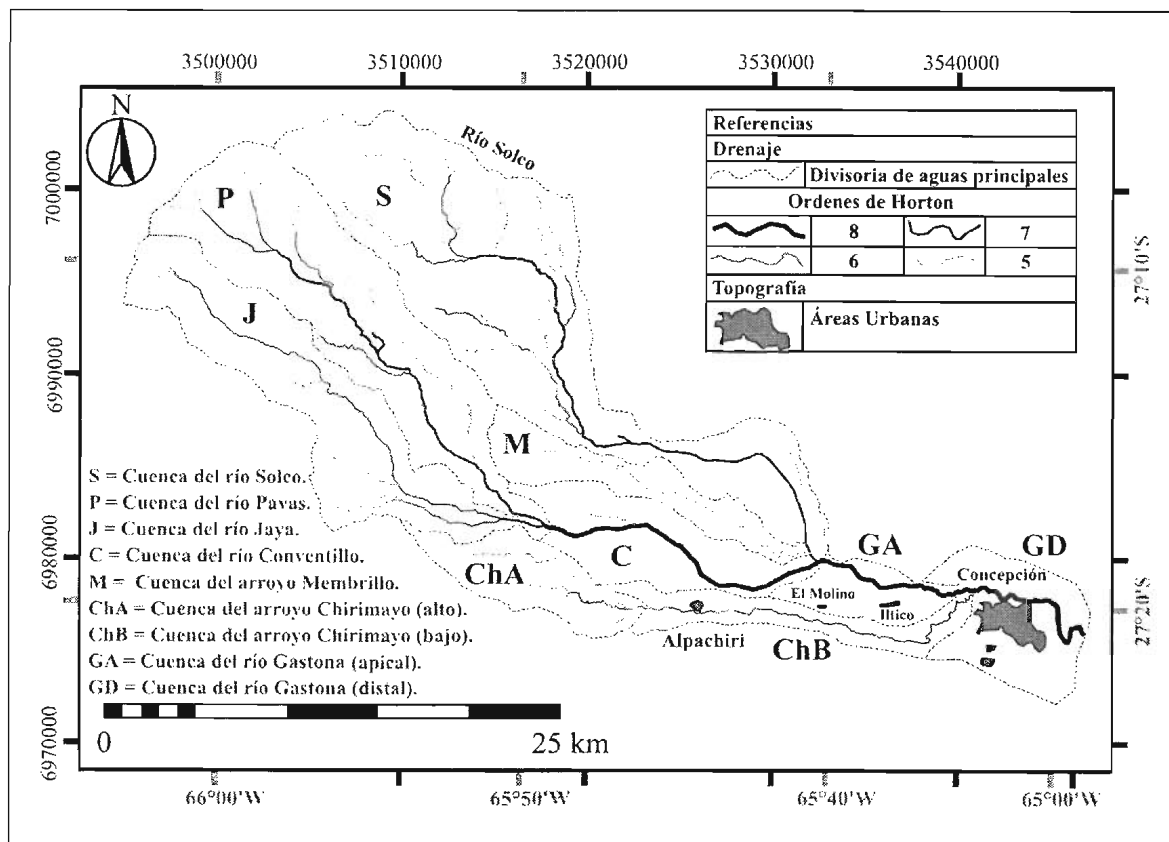 3500000 3510000 3520000 3530000 3540000
N
Río Solco
Referencias
Drenaje
Divisoria de aguas principales
Ordenes de Horton
8 7
6 5
Topografía
Áreas Urbanas
7000000
6990000
6980000
6970000
27°10'S
27°20'S
P
S
J
M
C
ChA
ChB
GA
GD
Concepción
El Molino
Iltico
Alpachiri
S = Cuenca del río Solco.
P = Cuenca del río Pavas.
J = Cuenca del río Jaya.
C = Cuenca del río Conventillo.
M = Cuenca del arroyo Membrillo.
ChA = Cuenca del arroyo Chirimayo (alto).
ChB = Cuenca del arroyo Chirimayo (bajo).
GA = Cuenca del río Gastona (apical).
GD = Cuenca del río Gastona (distal).
0 25 km
66°00'W 65°50'W 65°40'W 65°00'W